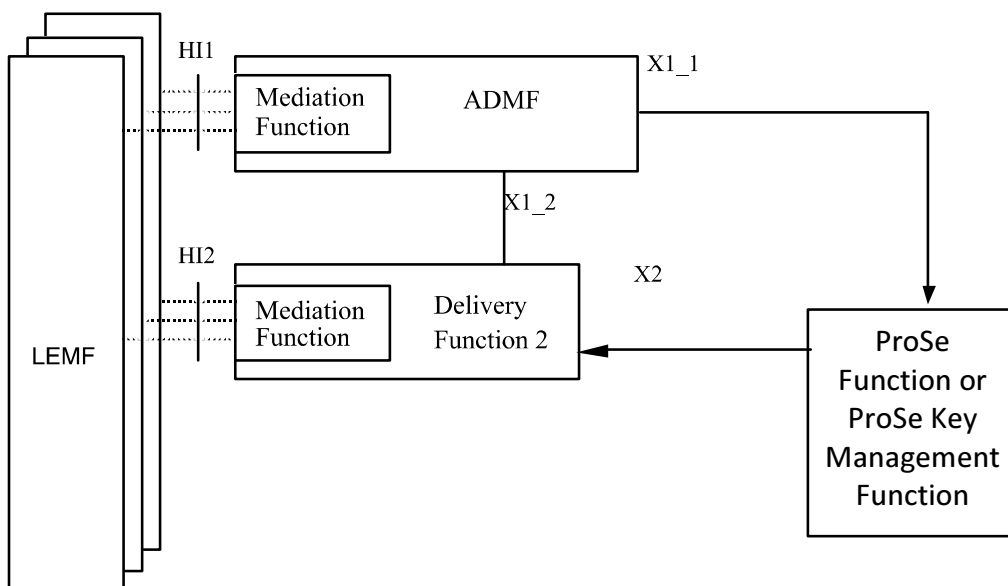 HI1
X1_1
Mediation
Function
ADMF
X1_2
HI2
X2
Mediation
Function
Delivery
Function 2
LEMF
ProSe
Function or
ProSe Key
Management
Function